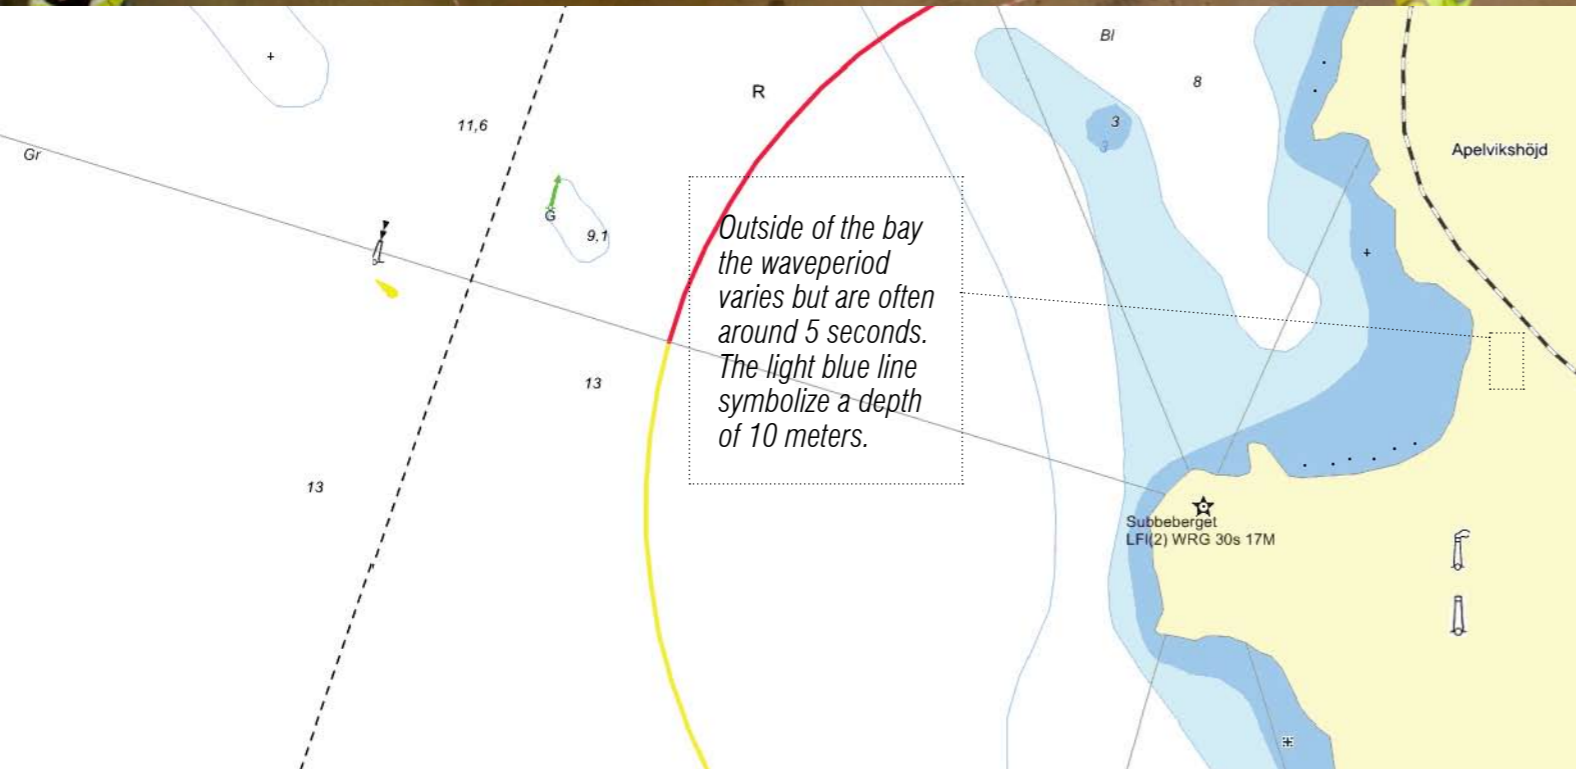 Bl
8
R
3
3
11,6
Gr
Apelvikshöjd
G
9,1
Outside of the bay
the waveperiod
varies but are often
around 5 seconds.
The light blue line
symbolize a depth
of 10 meters.
13
13
Subbeberget
LFl(2) WRG 30s 17M